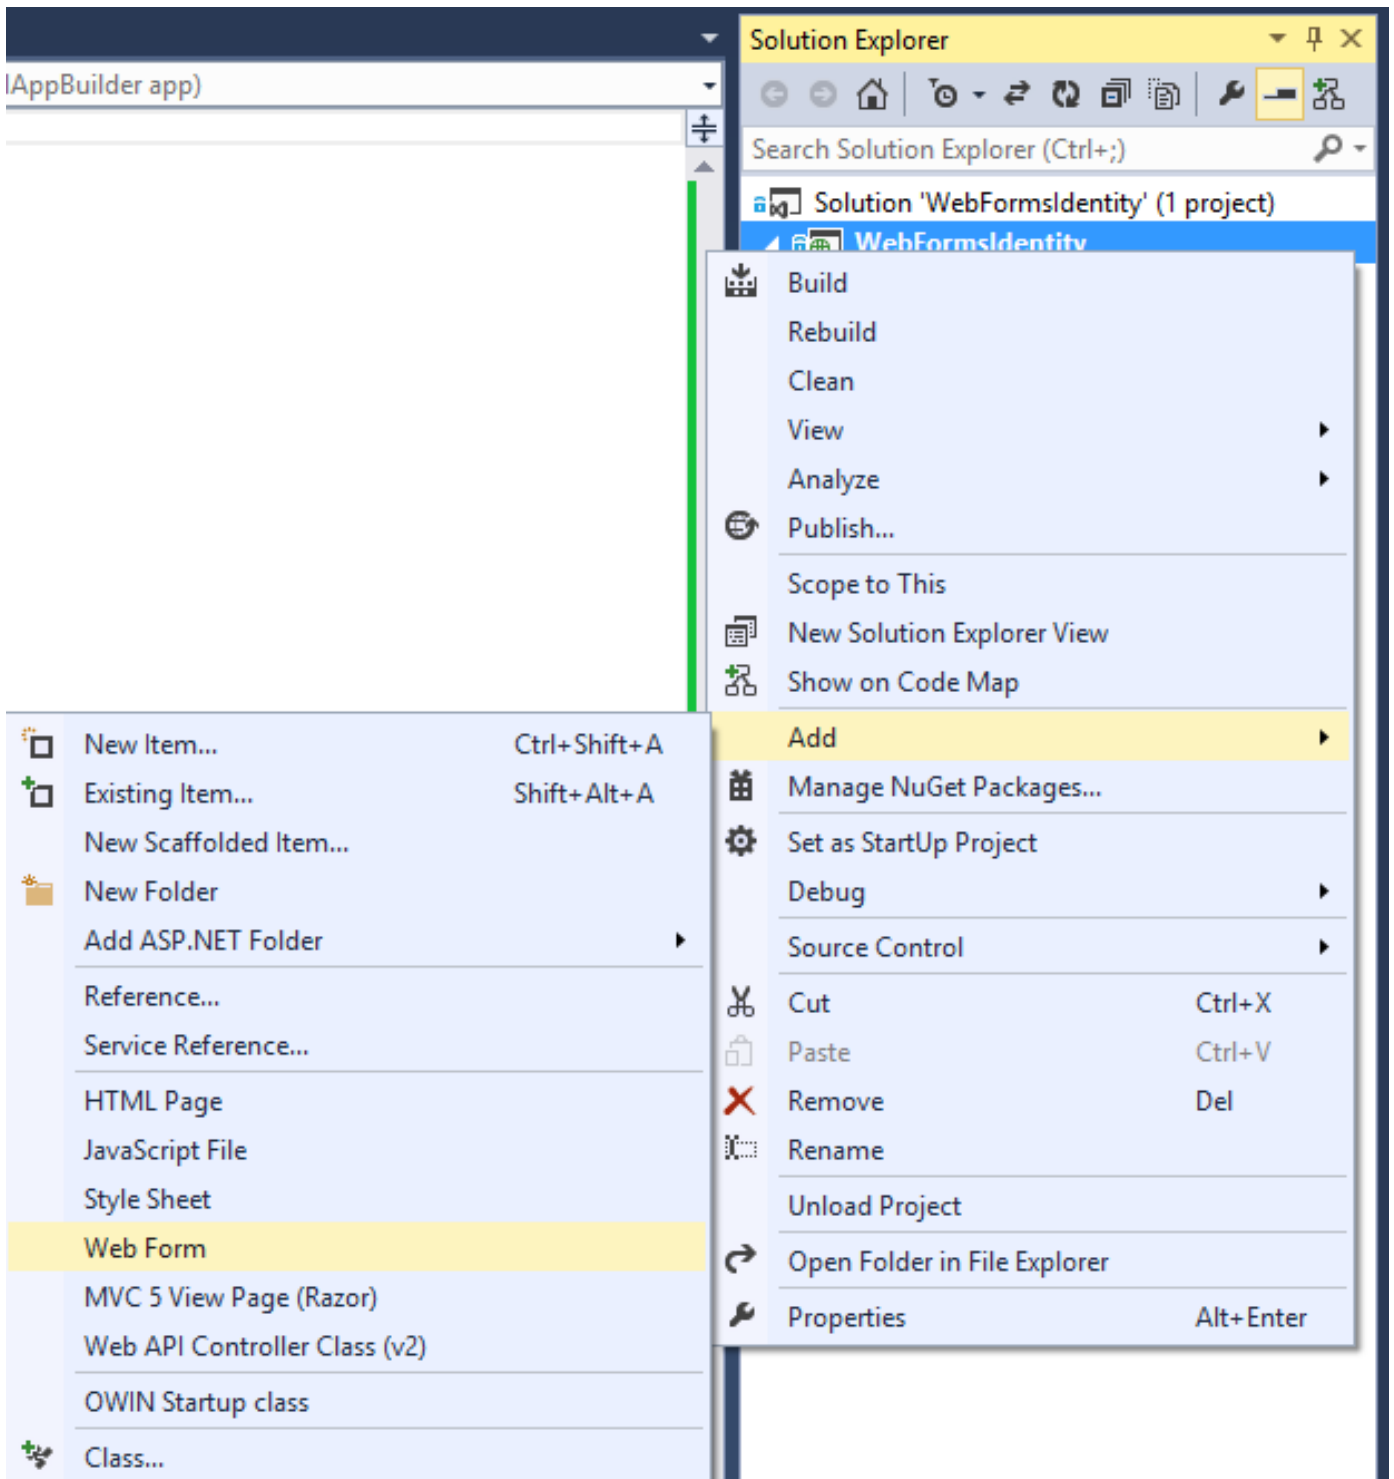 Solution Explorer
IAppBuilder app)
Search Solution Explorer (Ctrl+;)
Solution 'WebFormsIdentity' (1 project)
WebFormsIdentity
Build
Rebuild
Clean
View
Analyze
Publish...
Scope to This
New Solution Explorer View
Show on Code Map
Add
Manage NuGet Packages...
Set as StartUp Project
Debug
Source Control
Cut Ctrl+X
Paste Ctrl+V
Remove Del
Rename
Unload Project
Open Folder in File Explorer
Properties Alt+Enter
New Item... Ctrl+Shift+A
Existing Item... Shift+Alt+A
New Scaffolded Item...
New Folder
Add ASP.NET Folder
Reference...
Service Reference...
HTML Page
JavaScript File
Style Sheet
Web Form
MVC 5 View Page (Razor)
Web API Controller Class (v2)
OWIN Startup class
Class...